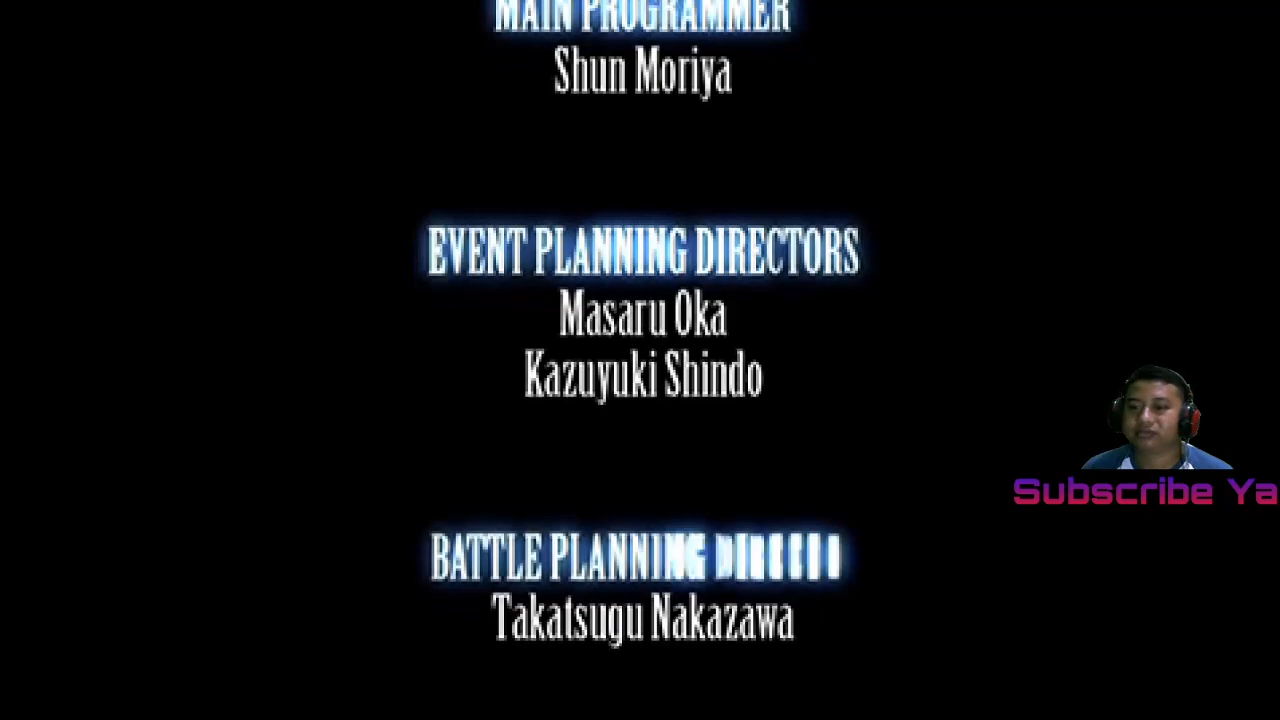 MAIN PROGRAMMER
Shun Moriya
EVENT PLANNING DIRECTORS
Masaru Oka
Kazuyuki Shindo
BATTLE PLANNING
Takatsugu Nakazawa
Subscribe Ya